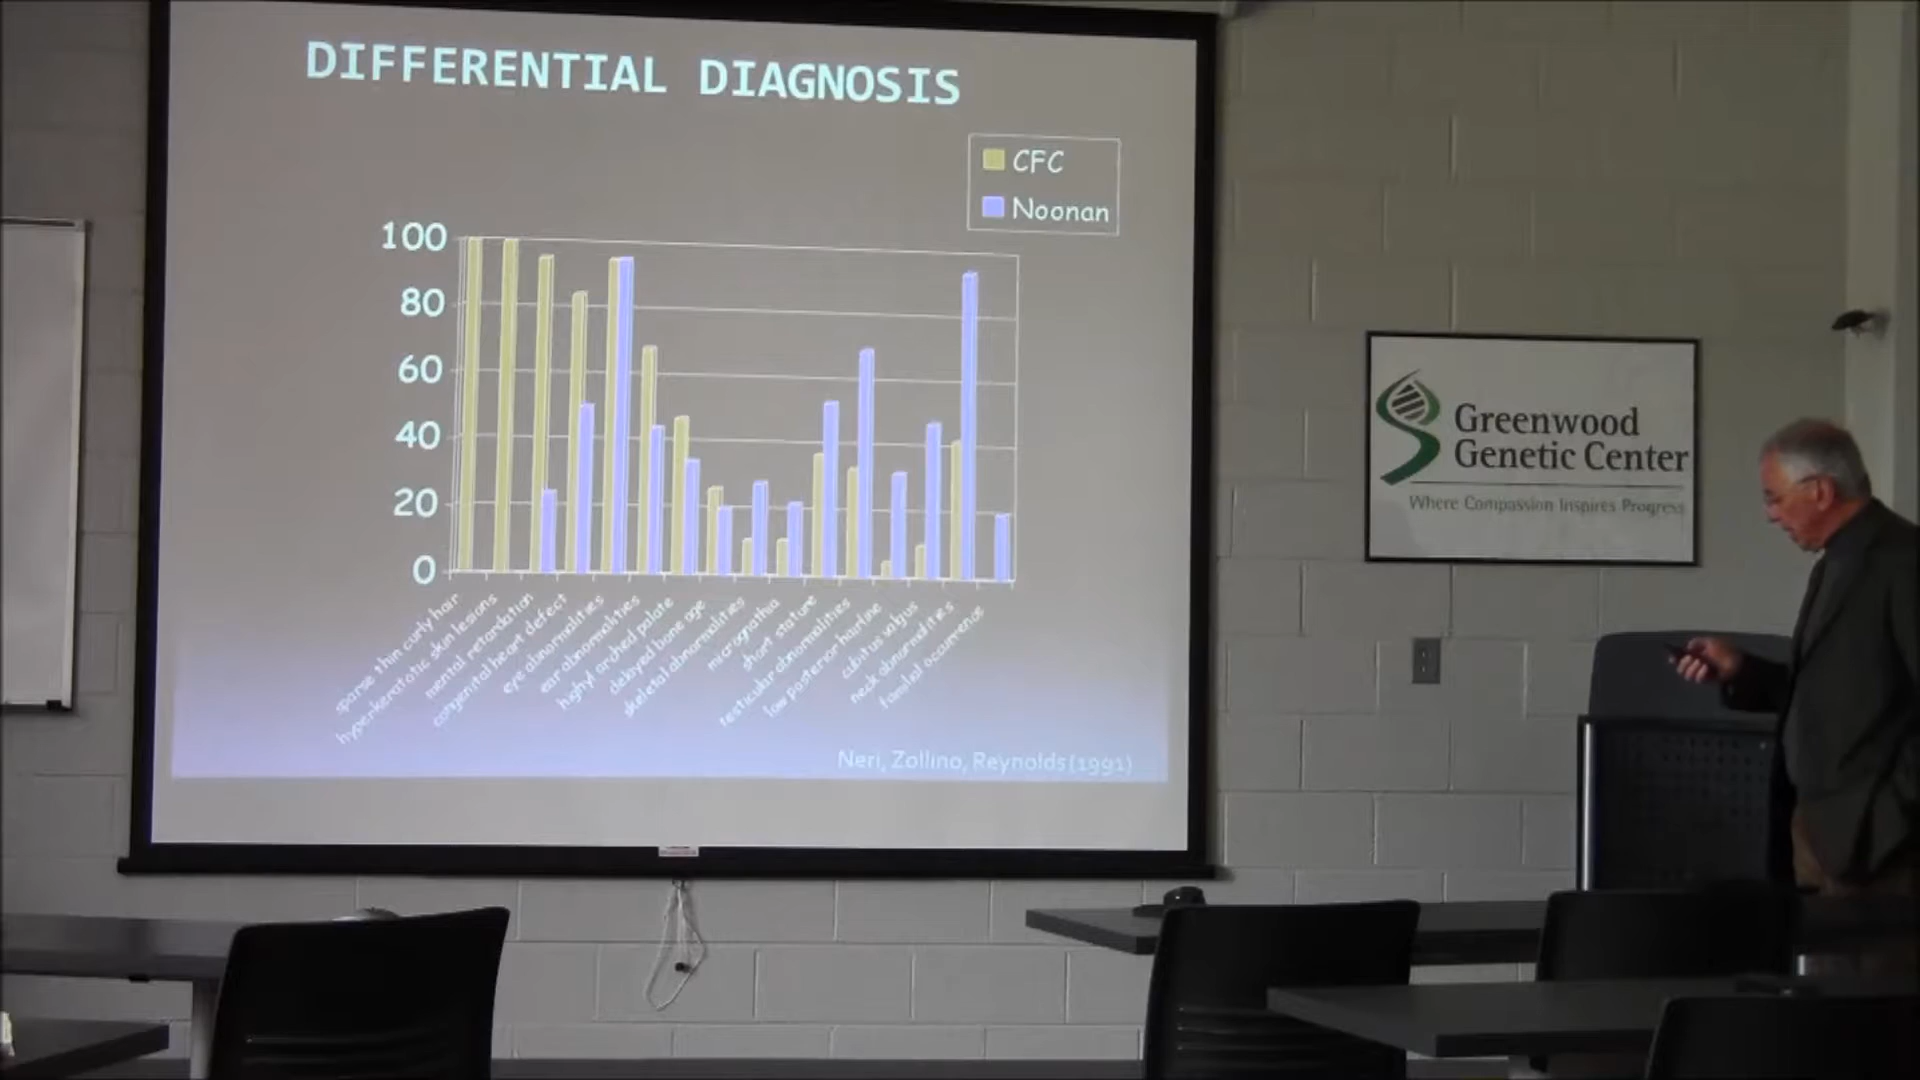 DIFFERENTIAL DIAGNOSIS
CFC
Noonan
100
80
60
40
20
0
sparse thin curly hair
hyperkeratotic skin lesions
mental retardation
congenital heart defect
eye abnormalities
ear abnormalities
highyl arched palate
delayed bone age
skeletal abnormalities
micrognathia
short stature
testicular abnormalities
low posterior hairline
cubitus valgus
neck abnormalities
familial occurrence
Neri, Zollino, Reynolds (1991)
Greenwood
Genetic Center
Where Compassion Inspires Progress